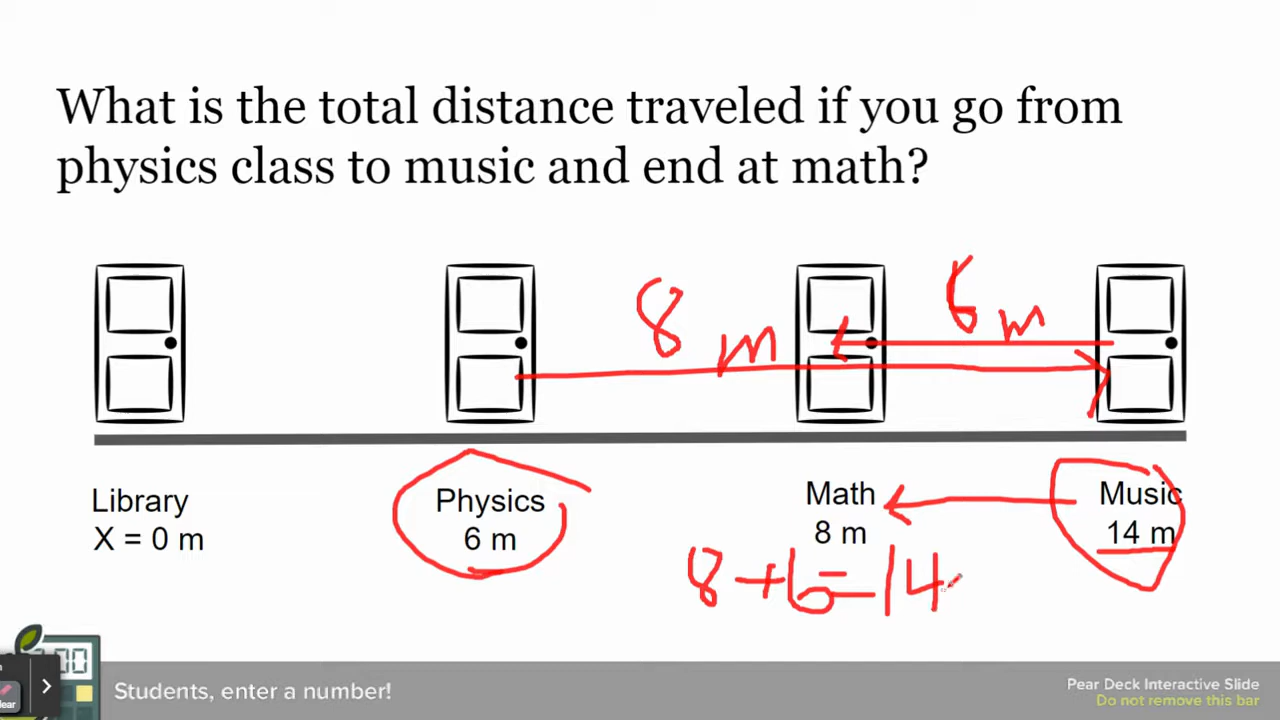 What is the total distance traveled if you go from
physics class to music and end at math?
8 m
6 m
Library
X = 0 m
Physics
6 m
Math
8 m
Music
14 m
8 + 6 = 14
Students, enter a number!
Pear Deck Interactive Slide
Do not remove this bar